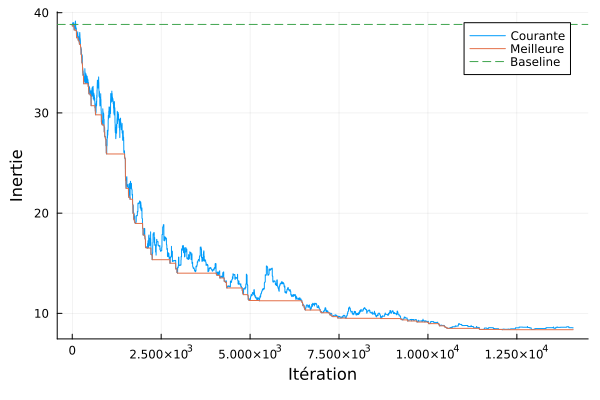 40
30
20
10
Inertie
Courante
Meilleure
Baseline
0
2.500×10³
5.000×10³
7.500×10³
1.000×10⁴
1.250×10⁴
Itération